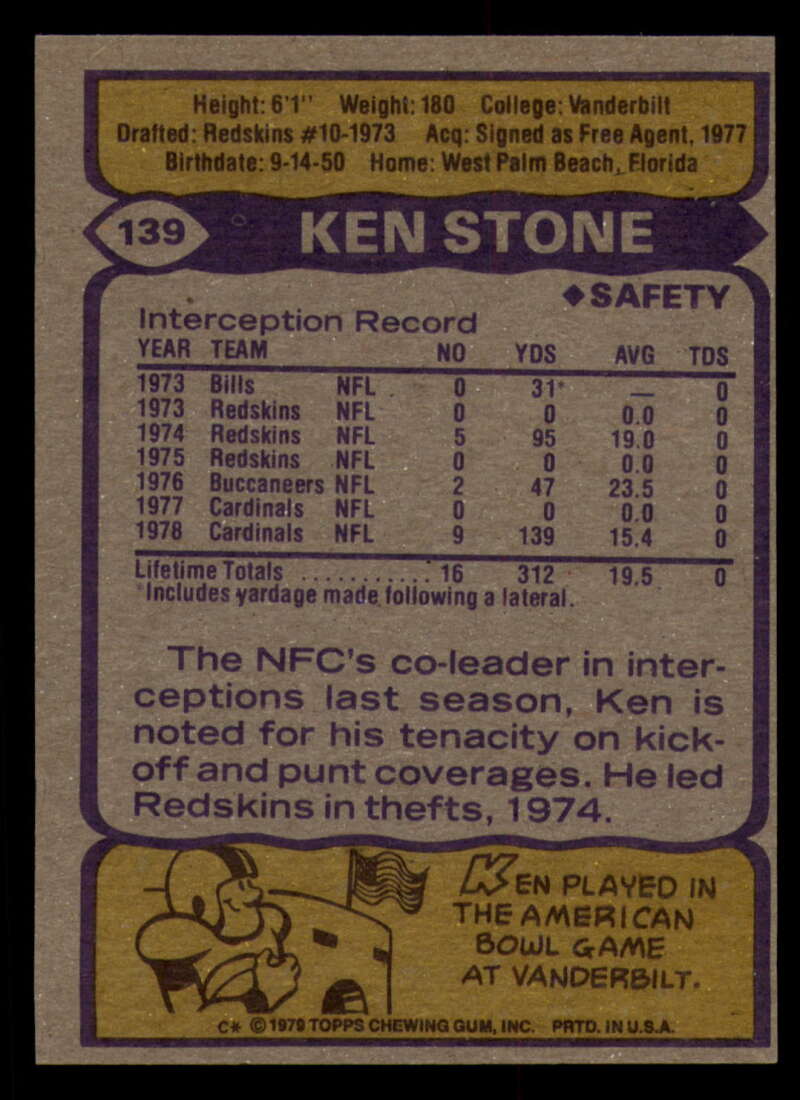 Height: 6'1" Weight: 180 College: Vanderbilt
Drafted: Redskins #10-1973 Acq: Signed as Free Agent, 1977
Birthdate: 9-14-50 Home: West Palm Beach, Florida
139 KEN STONE
◆SAFETY
Interception Record
YEAR TEAM NO YDS AVG TDS
1973 Bills NFL 0 31* — 0
1973 Redskins NFL 0 0 0.0 0
1974 Redskins NFL 5 95 19.0 0
1975 Redskins NFL 0 0 0.0 0
1976 Buccaneers NFL 2 47 23.5 0
1977 Cardinals NFL 0 0 0.0 0
1978 Cardinals NFL 9 139 15.4 0
Lifetime Totals ........... 16 312 19.5 0
*Includes yardage made following a lateral.
The NFC's co-leader in inter-
ceptions last season, Ken is
noted for his tenacity on kick-
off and punt coverages. He led
Redskins in thefts, 1974.
KEN PLAYED IN
THE AMERICAN
BOWL GAME
AT VANDERBILT.
C* © 1979 TOPPS CHEWING GUM, INC. PRTD. IN U.S.A.